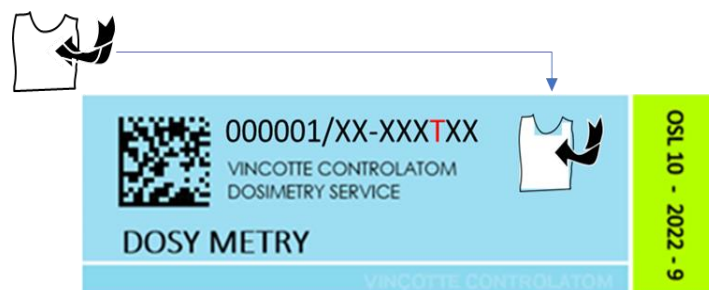 000001/XX-XXXTXX
VINCOTTE CONTROLATOM
DOSIMETRY SERVICE
DOSY METRY
VINCOTTE CONTROLATOM
OSL 10 - 2022 - 9